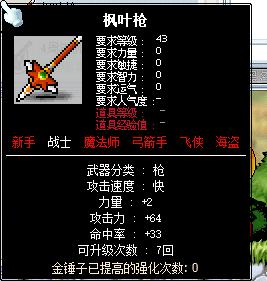 枫叶枪
要求等级： 43
要求力量： 0
要求敏捷： 0
要求智力： 0
要求运气： 0
要求人气度： -
道具等级： -
道具经验值： -
新手 战士 魔法师 弓箭手 飞侠 海盗
武器分类： 枪
攻击速度： 快
力量： +2
攻击力： +64
命中率： +33
可升级次数： 7回
金锤子已提高的强化次数: 0